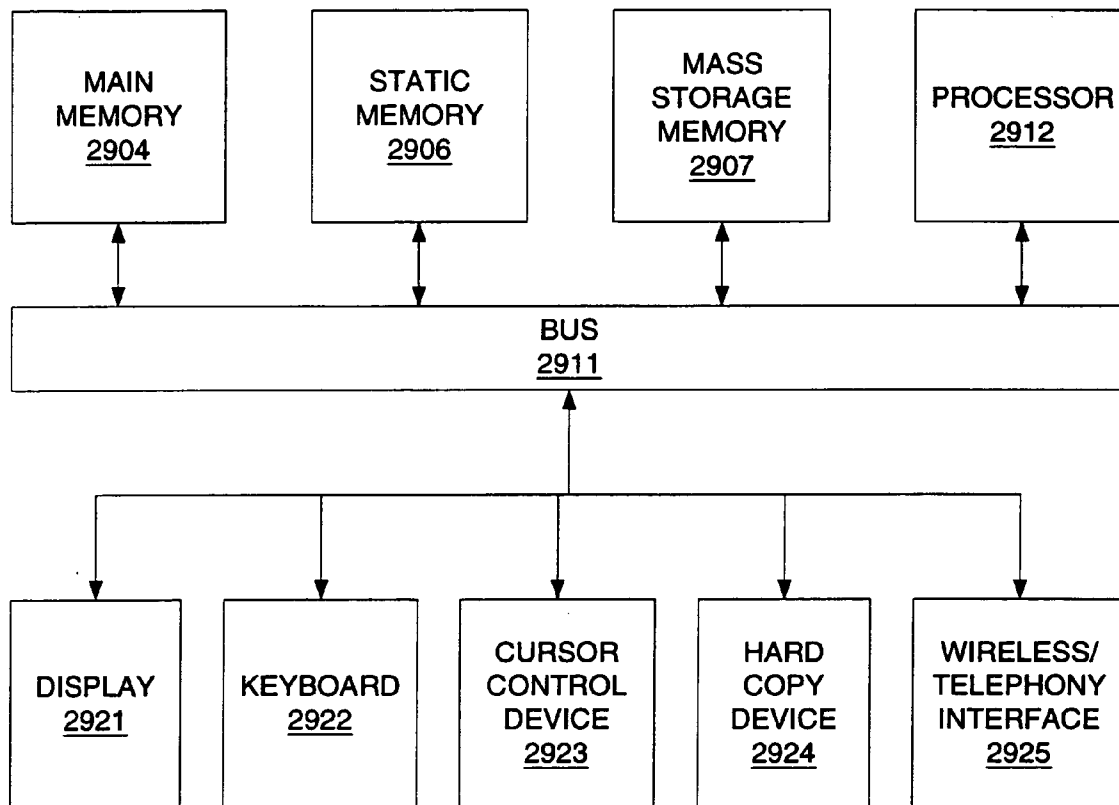 MAIN
MEMORY
2904
STATIC
MEMORY
2906
MASS
STORAGE
MEMORY
2907
PROCESSOR
2912
BUS
2911
DISPLAY
2921
KEYBOARD
2922
CURSOR
CONTROL
DEVICE
2923
HARD
COPY
DEVICE
2924
WIRELESS/
TELEPHONY
INTERFACE
2925